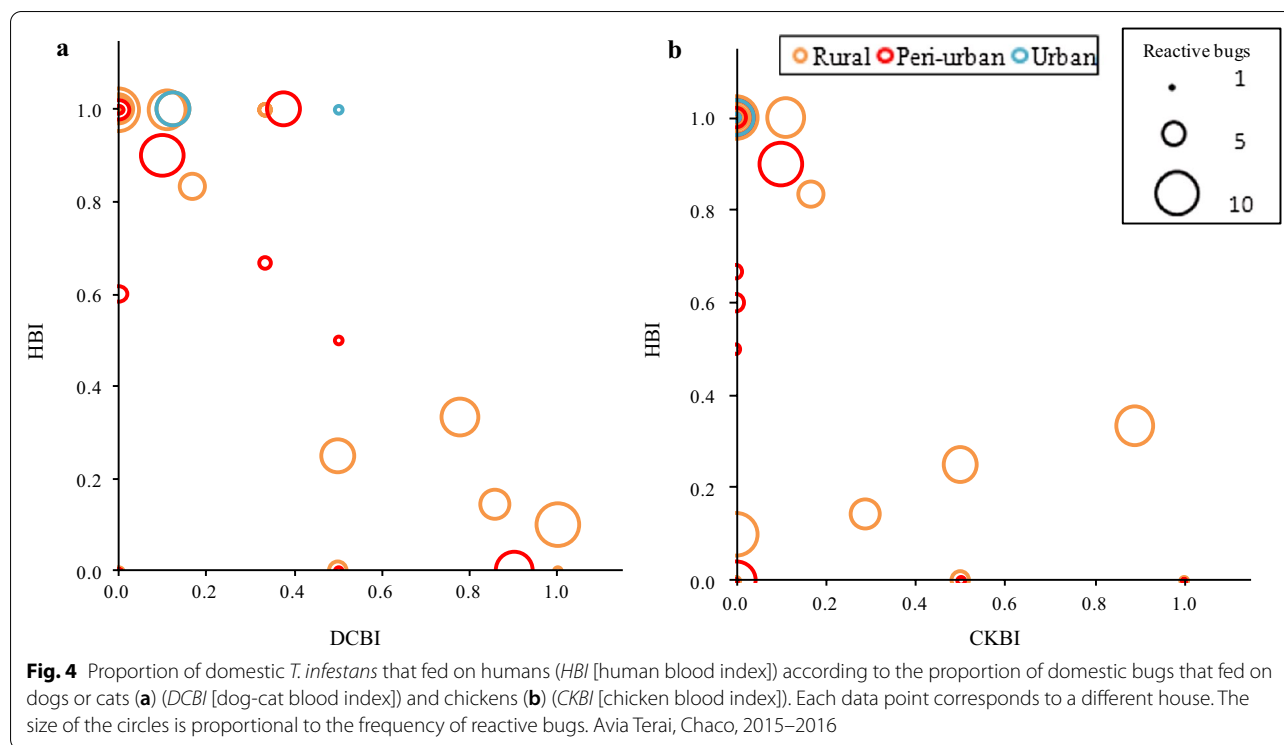 a
1.0
0.8
0.6
0.4
0.2
0.0
HBI
0.0 0.2 0.4 0.6 0.8 1.0
DCBI
b
Rural Peri-urban Urban
Reactive bugs
1
5
10
1.0
0.8
0.6
0.4
0.2
0.0
HBI
0.0 0.2 0.4 0.6 0.8 1.0
CKBI
Fig. 4 Proportion of domestic T. infestans that fed on humans (HBI [human blood index]) according to the proportion of domestic bugs that fed on
dogs or cats (a) (DCBI [dog-cat blood index]) and chickens (b) (CKBI [chicken blood index]). Each data point corresponds to a different house. The
size of the circles is proportional to the frequency of reactive bugs. Avia Terai, Chaco, 2015–2016